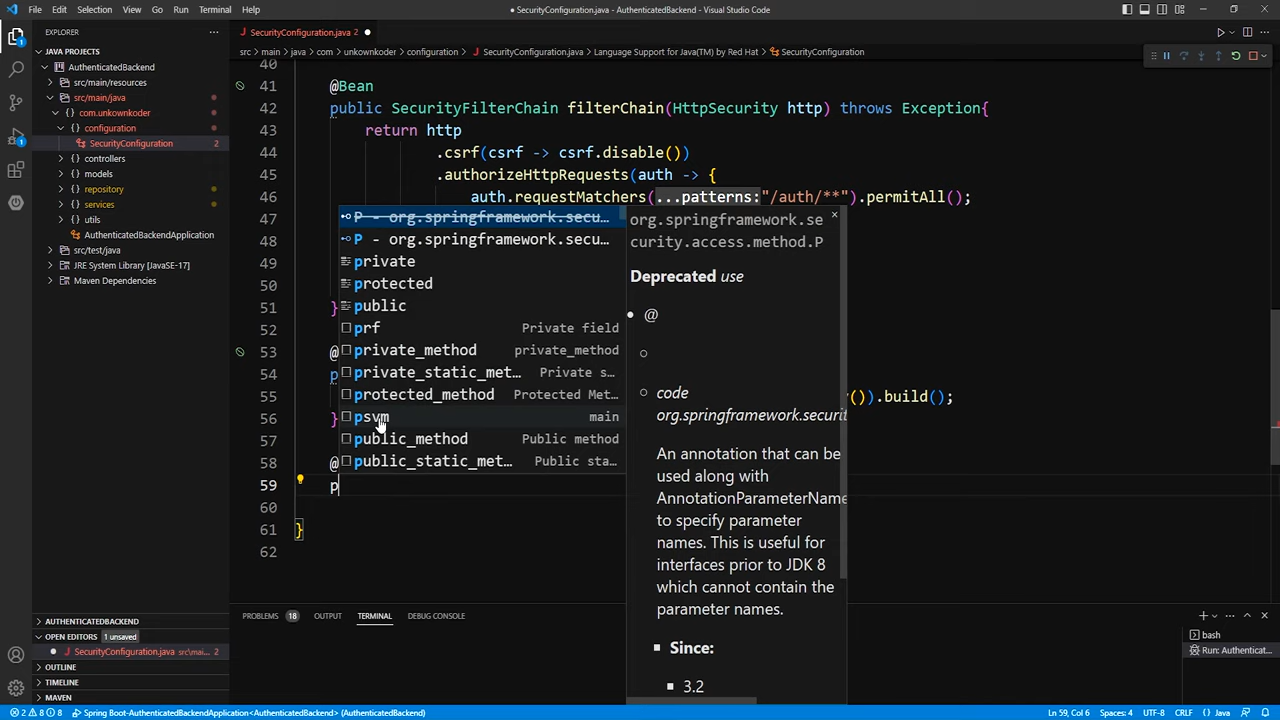 File Edit Selection View Go Run Terminal Help
● SecurityConfiguration.java - AuthenticatedBackend - Visual Studio Code
EXPLORER
JAVA PROJECTS
AuthenticatedBackend
src/main/resources
src/main/java
com.unkownkoder
configuration
SecurityConfiguration 2
controllers
models
repository
services
utils
AuthenticatedBackendApplication
src/test/java
JRE System Library [JavaSE-17]
Maven Dependencies
AUTHENTICATEDBACKEND
OPEN EDITORS 1 unsaved
SecurityConfiguration.java src\mai... 2
OUTLINE
TIMELINE
MAVEN
SecurityConfiguration.java 2
src > main > java > com > unkownkoder > configuration > SecurityConfiguration.java > Language Support for Java(TM) by Red Hat > SecurityConfiguration
40
41 @Bean
42 public SecurityFilterChain filterChain(HttpSecurity http) throws Exception{
43 return http
44 .csrf(csrf -> csrf.disable())
45 .authorizeHttpRequests(auth -> {
46 auth.requestMatchers(...patterns:"/auth/**").permitAll();
47
48
49
50
51 }
52
53 @
54 p
55 ()).build();
56 }
57
58 @
59 p
60
61 }
62
P - org.springframework.secu...
P - org.springframework.secu...
private
protected
public
prf Private field
private_method private_method
private_static_met... Private s...
protected_method Protected Met...
psvm main
public_method Public method
public_static_met... Public sta...
org.springframework.se
curity.access.method.P
Deprecated use
@
code
org.springframework.securit
An annotation that can be
used along with
AnnotationParameterName
to specify parameter
names. This is useful for
interfaces prior to JDK 8
which cannot contain the
parameter names.
Since:
3.2
PROBLEMS 18 OUTPUT TERMINAL DEBUG CONSOLE
bash
Run: Authenticat...
2 8 8 Spring Boot-AuthenticatedBackendApplication<AuthenticatedBackend> (AuthenticatedBackend)
Ln 59, Col 6 Spaces: 4 UTF-8 CRLF {} Java